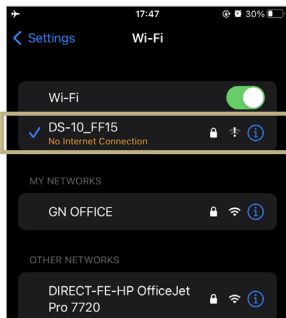 17:47
30%
Settings
Wi-Fi
Wi-Fi
DS-10_FF15
No Internet Connection
MY NETWORKS
GN OFFICE
OTHER NETWORKS
DIRECT-FE-HP OfficeJet
Pro 7720